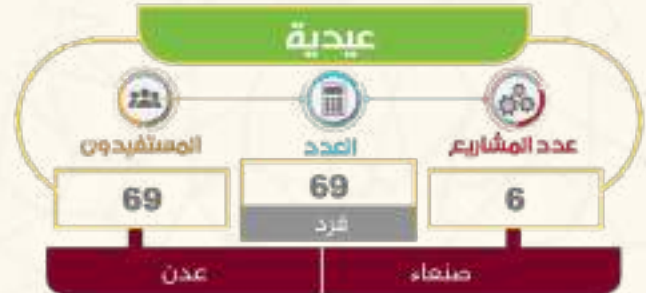 عيدية
عدد المشاريع
العدد
المستفيدون
6
69
69
فرد
صنعاء
عدن